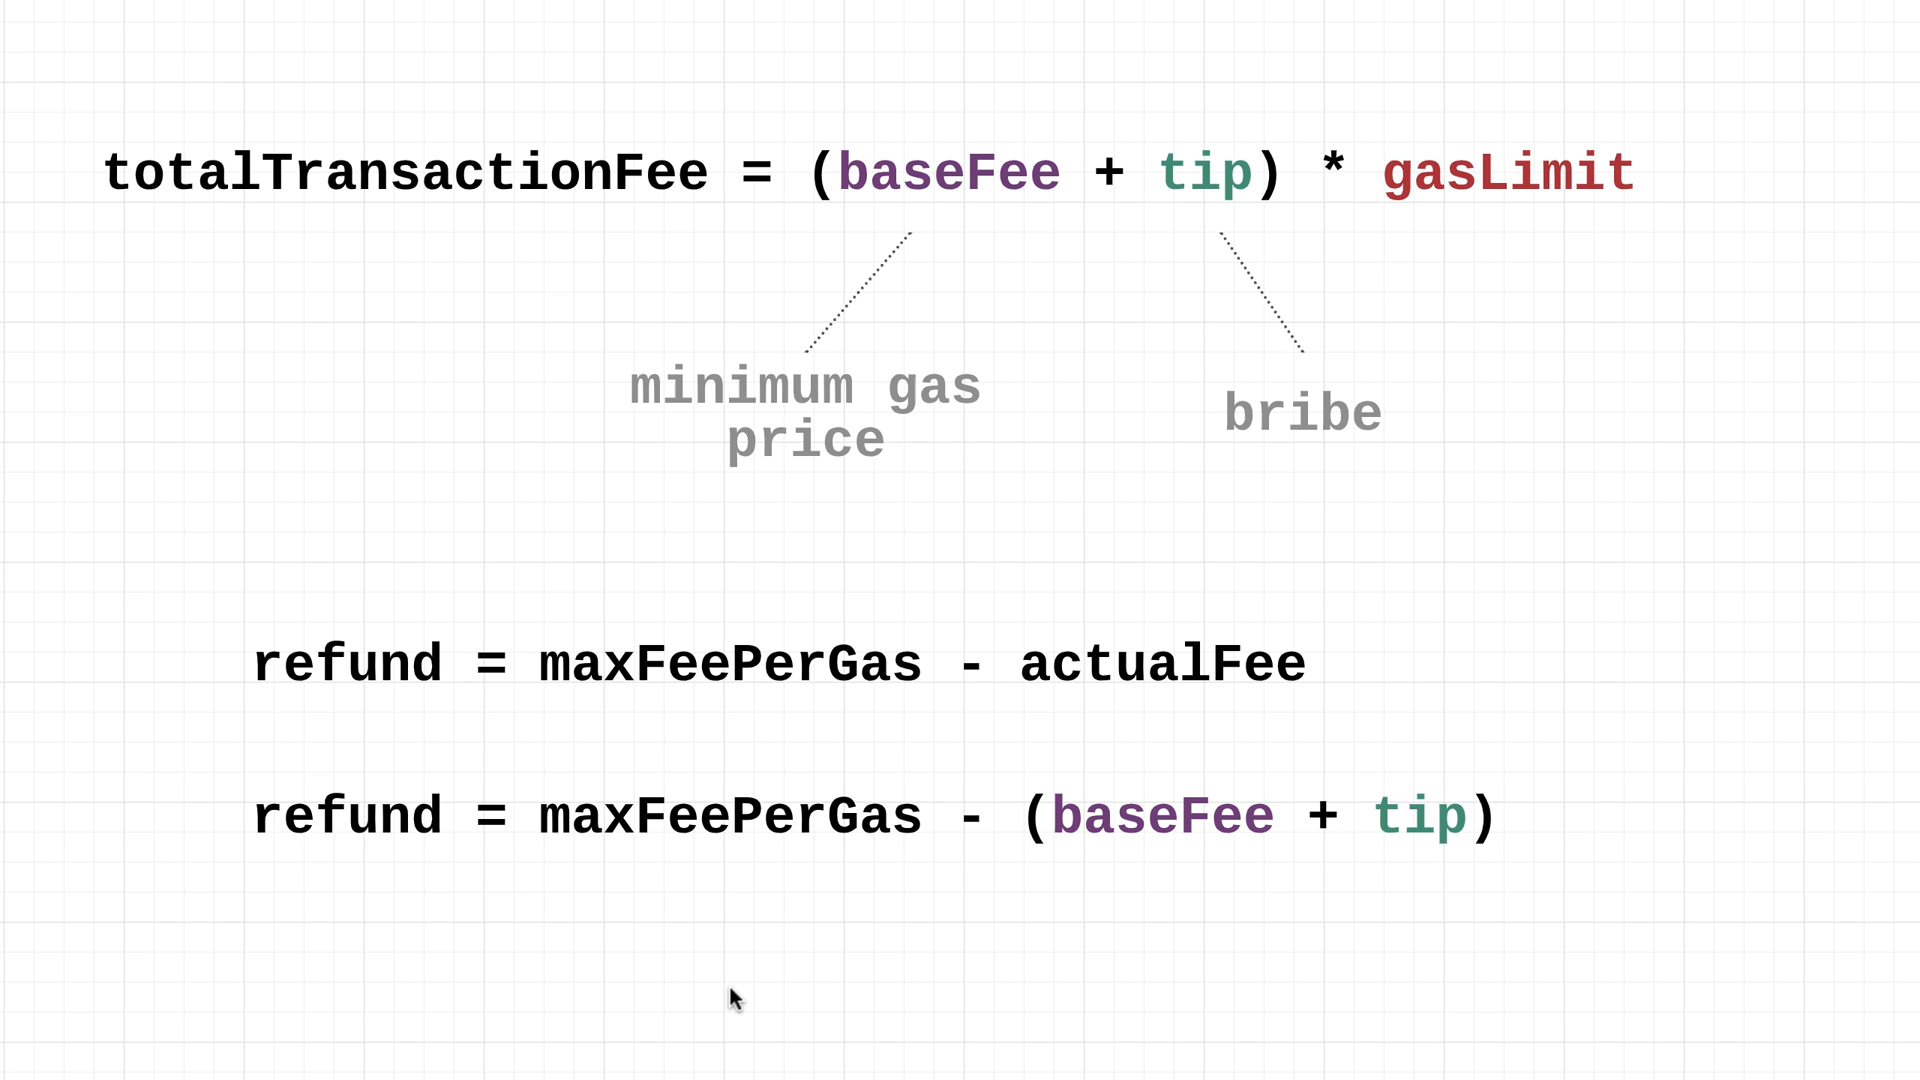 totalTransactionFee = (baseFee + tip) * gasLimit
minimum gas
price
bribe
refund = maxFeePerGas - actualFee
refund = maxFeePerGas - (baseFee + tip)